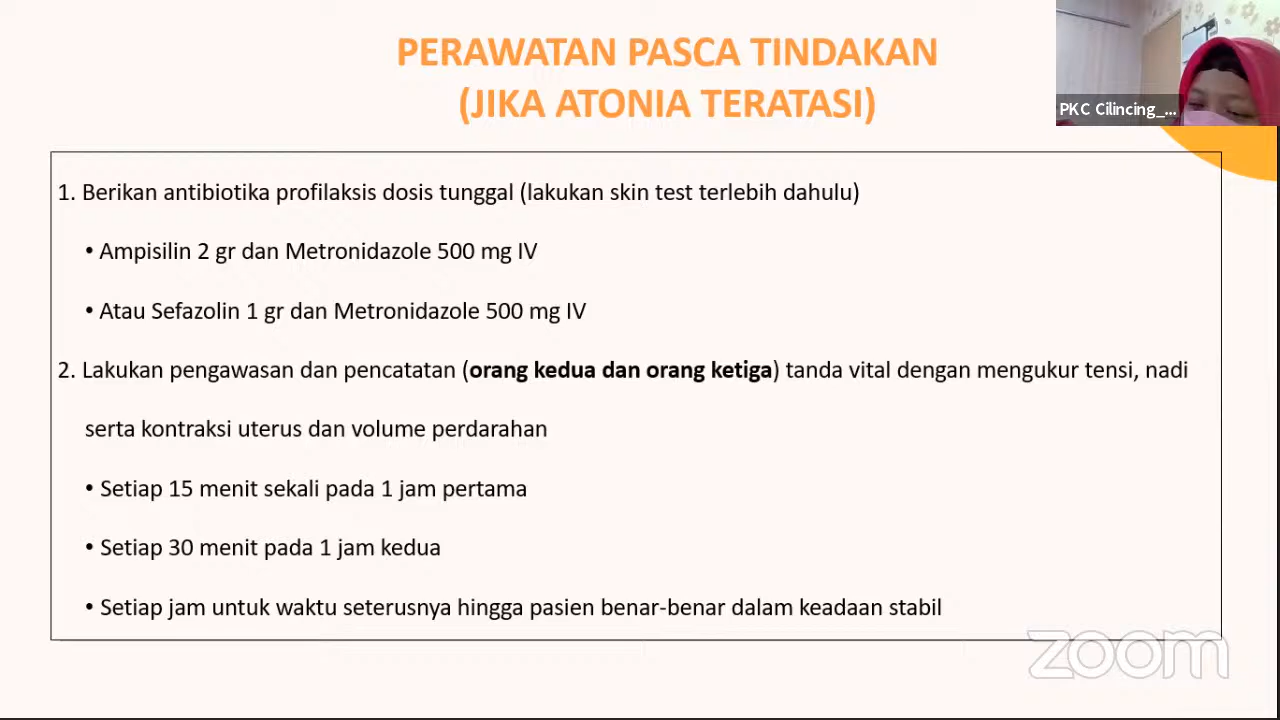 PERAWATAN PASCA TINDAKAN
(JIKA ATONIA TERATASI)
PKC Cilincing_...
1. Berikan antibiotika profilaksis dosis tunggal (lakukan skin test terlebih dahulu)
• Ampisilin 2 gr dan Metronidazole 500 mg IV
• Atau Sefazolin 1 gr dan Metronidazole 500 mg IV
2. Lakukan pengawasan dan pencatatan (orang kedua dan orang ketiga) tanda vital dengan mengukur tensi, nadi
serta kontraksi uterus dan volume perdarahan
• Setiap 15 menit sekali pada 1 jam pertama
• Setiap 30 menit pada 1 jam kedua
• Setiap jam untuk waktu seterusnya hingga pasien benar-benar dalam keadaan stabil
zoom